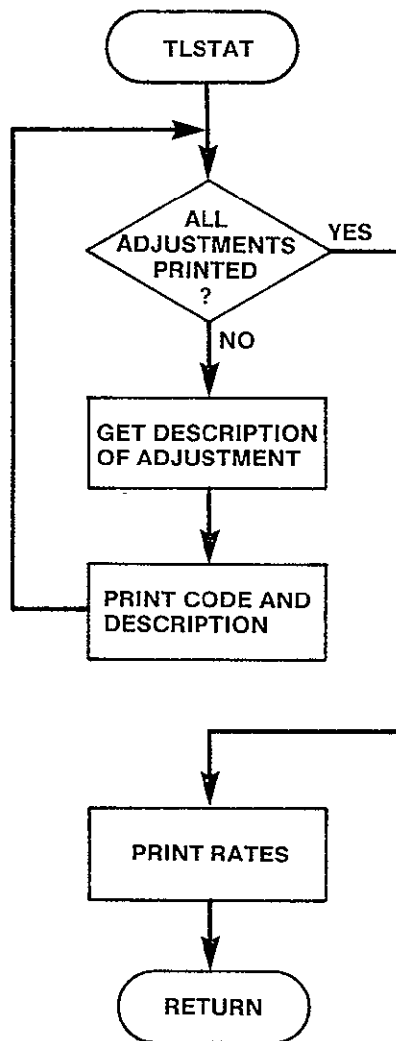 TLSTAT
ALL
ADJUSTMENTS
PRINTED
?
YES
NO
GET DESCRIPTION
OF ADJUSTMENT
PRINT CODE AND
DESCRIPTION
PRINT RATES
RETURN